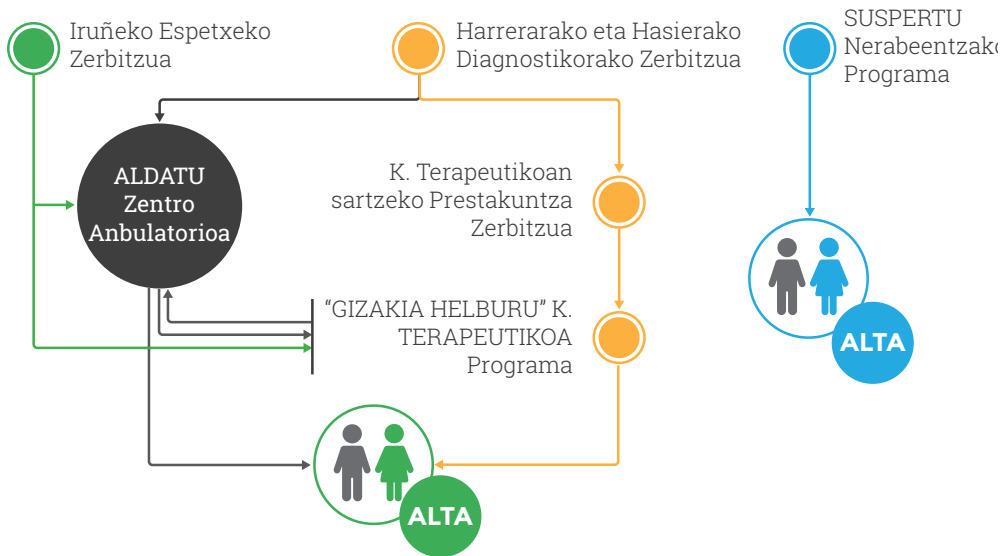 Iruñeko Espetxeko
Zerbitzua
Harrerarako eta Hasierako
Diagnostikorako Zerbitzua
SUSPERTU
Nerabeentzako
Programa
ALDATU
Zentro
Anbulatorioa
K. Terapeutikoan
sartzeko Prestakuntza
Zerbitzua
"GIZAKIA HELBURU" K.
TERAPEUTIKOA
Programa
ALTA
ALTA